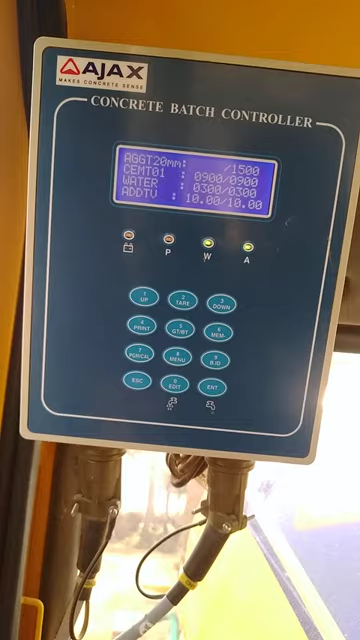 AJAX
MAKES CONCRETE SENSE
CONCRETE BATCH CONTROLLER
AGGT20mm: /1500
CEMT01 : 0900/0900
WATER : 0300/0300
ADDTV : 10.00/10.00
P W A
1 UP
2 TARE
3 DOWN
4 PRINT
5 GT/BT
6 MEM-
7 PGM/CAL
8 MENU
9 B.ID
ESC
0 EDIT
ENT